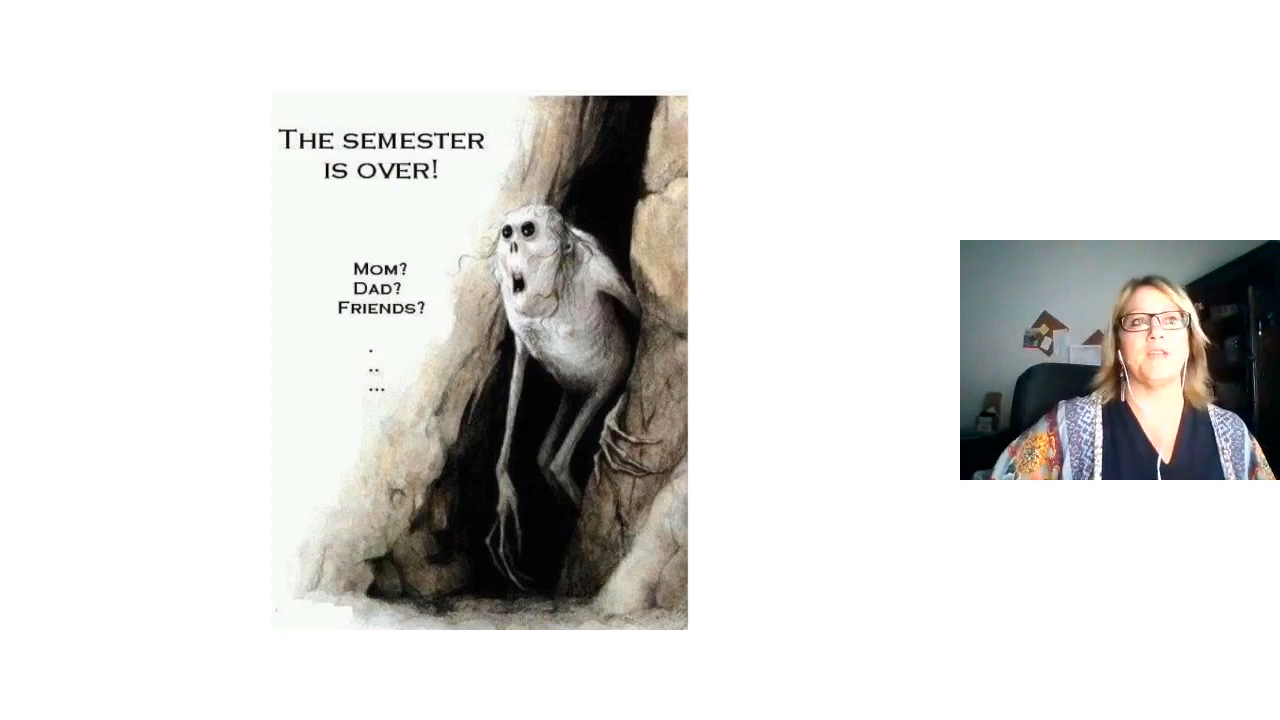 THE SEMESTER
IS OVER!
MOM?
DAD?
FRIENDS?
.
..
...